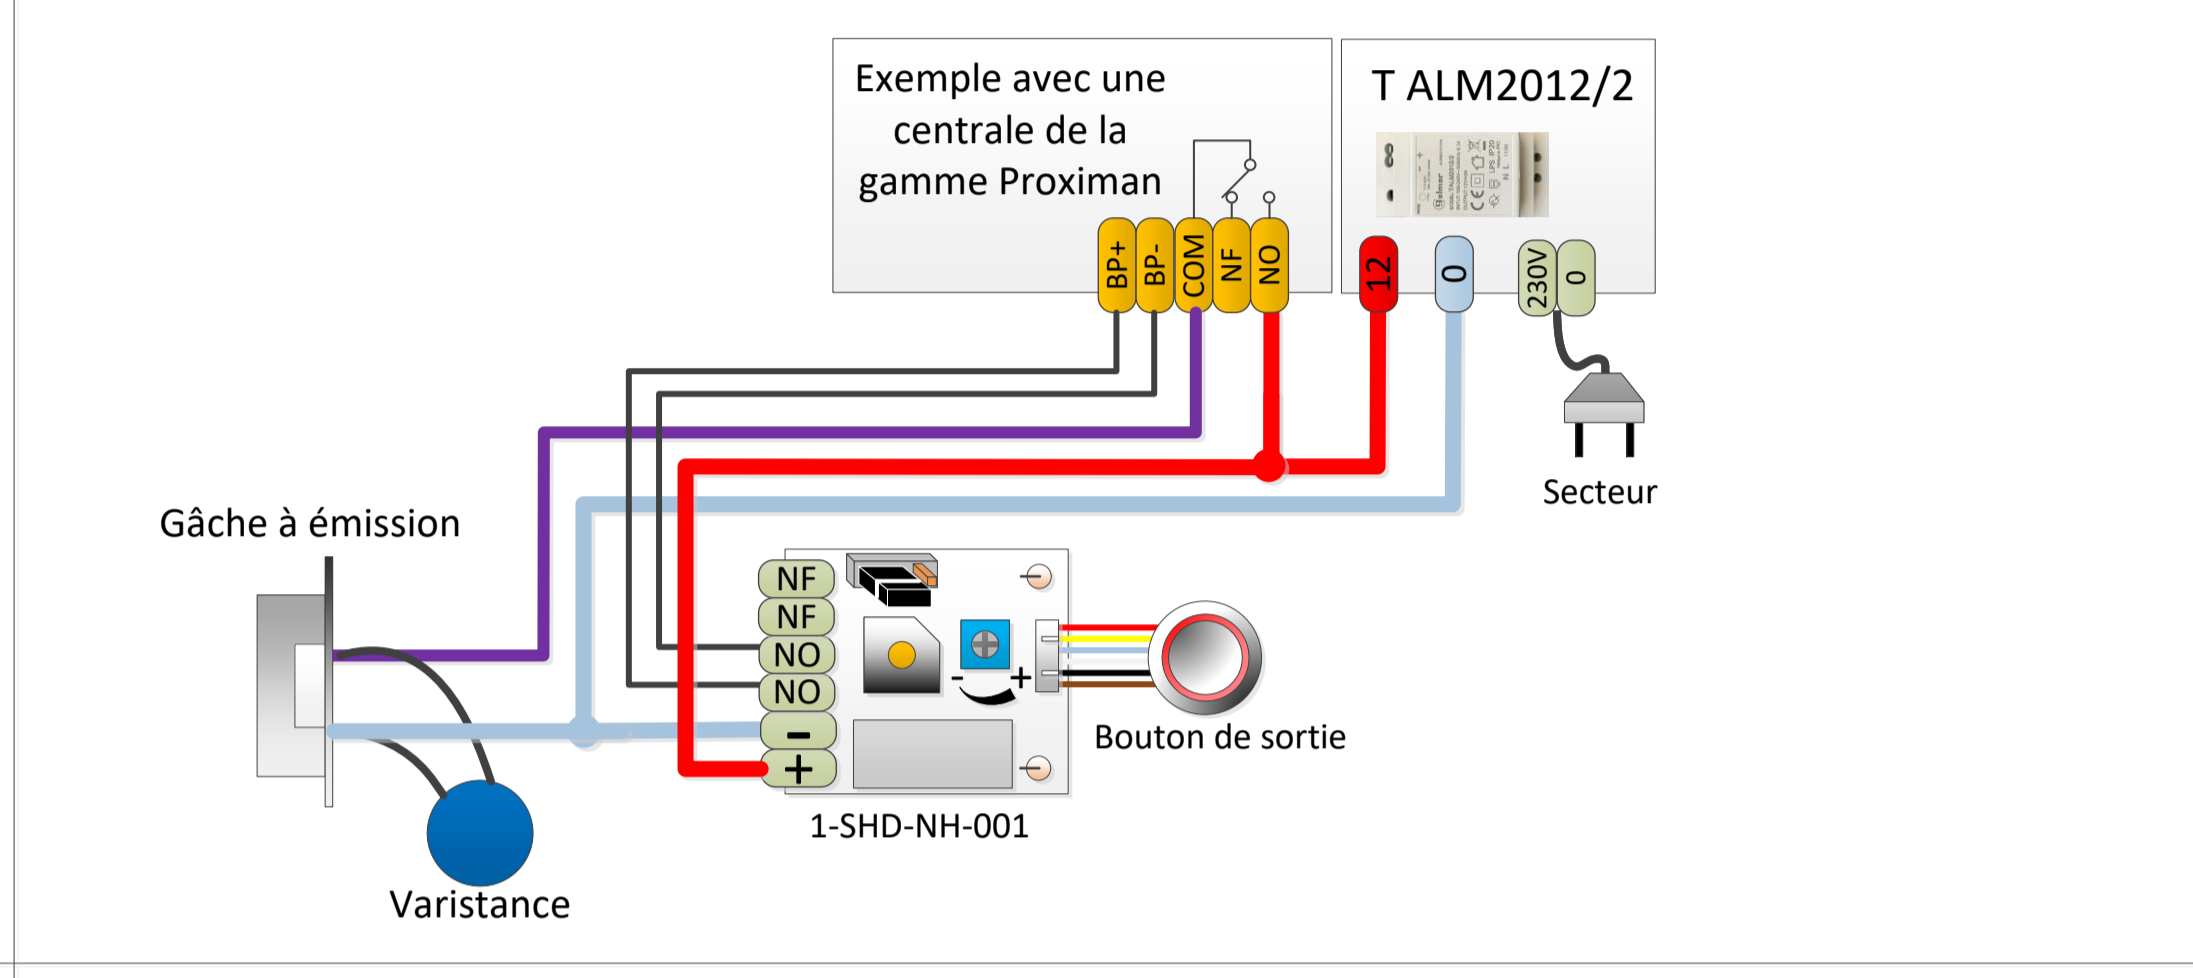 Exemple avec une
centrale de la
gamme Proximan
T ALM2012/2
BP+
BP-
COM
NF
NO
12
0
230V
0
Secteur
Gâche à émission
NF
NF
NO
NO
-
+
- +
Bouton de sortie
1-SHD-NH-001
Varistance